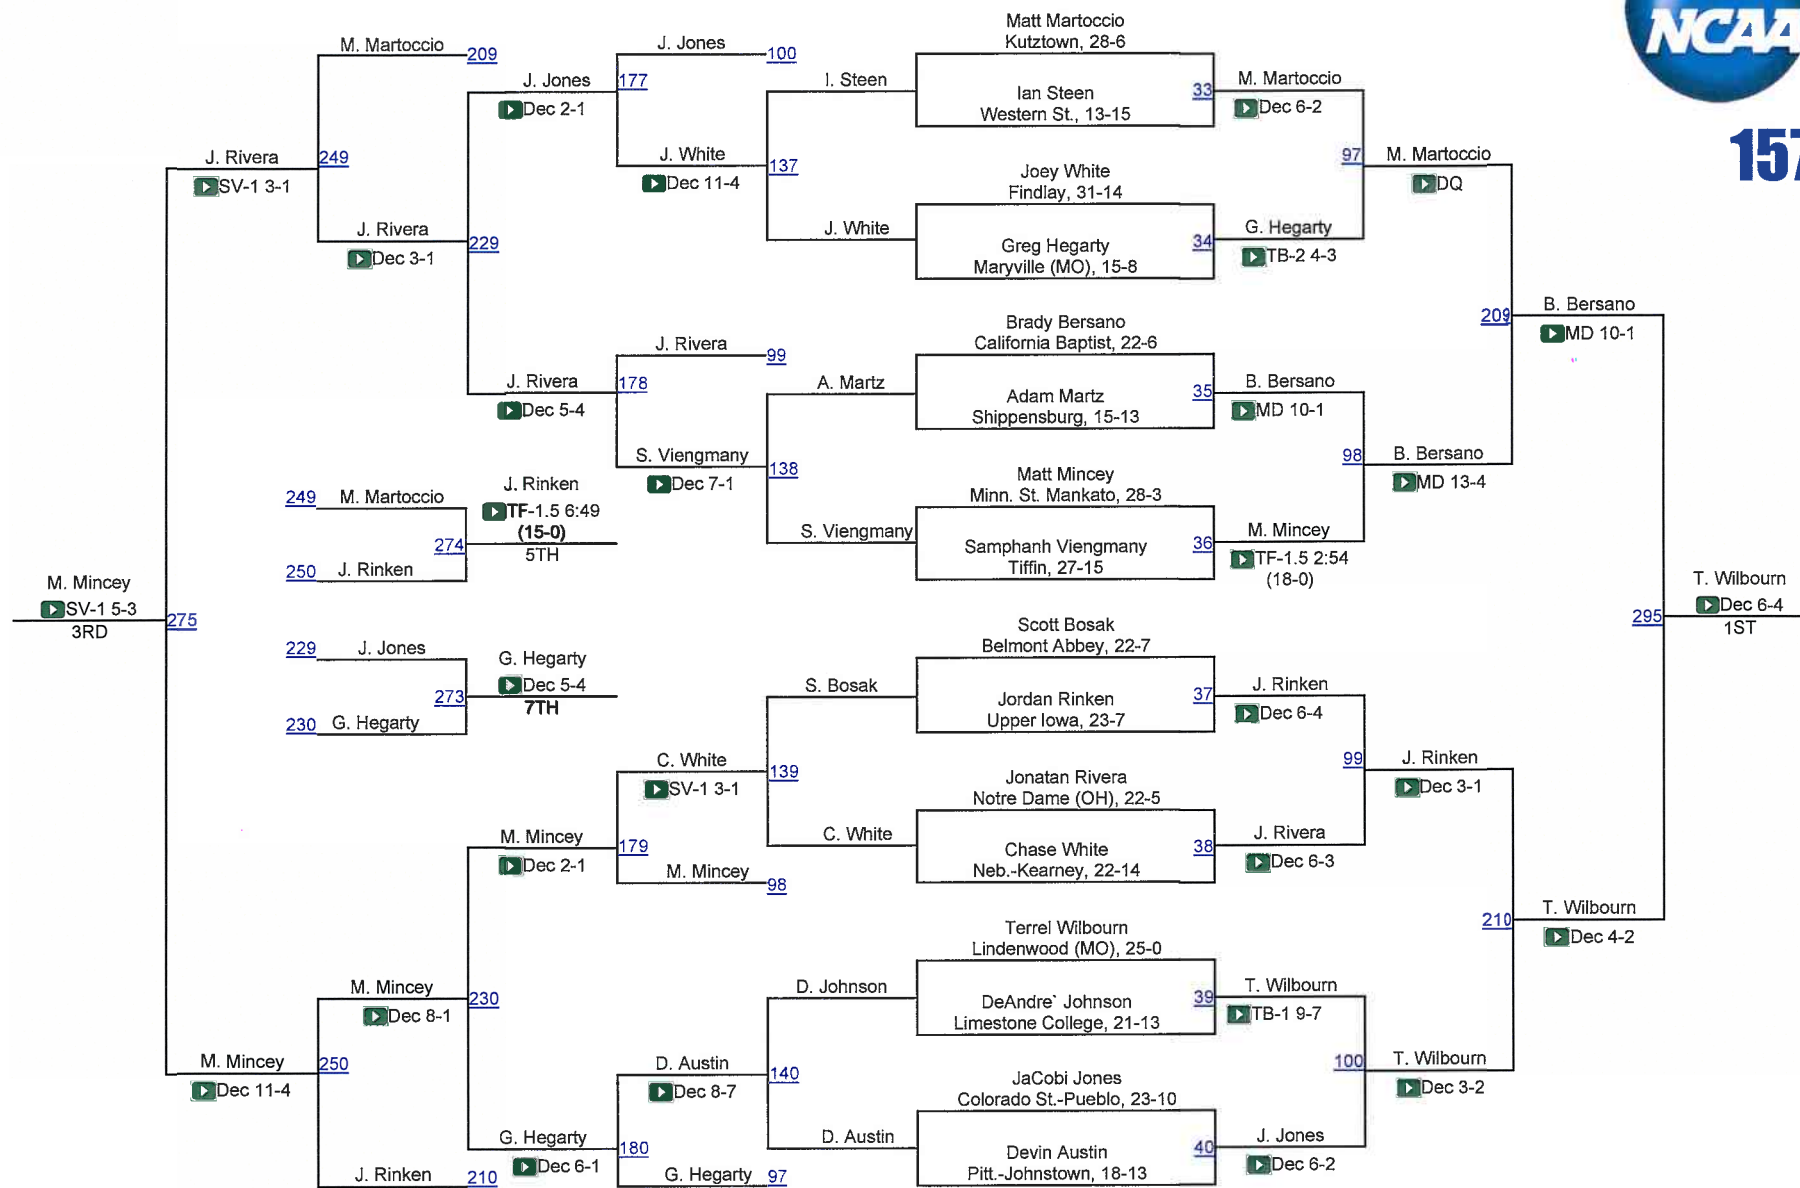 NCAA
157
Matt Martoccio
Kutztown, 28-6
Ian Steen
Western St., 13-15
33
M. Martoccio
Dec 6-2
Joey White
Findlay, 31-14
Greg Hegarty
Maryville (MO), 15-8
34
G. Hegarty
TB-2 4-3
97
M. Martoccio
DQ
Brady Bersano
California Baptist, 22-6
Adam Martz
Shippensburg, 15-13
35
B. Bersano
MD 10-1
Matt Mincey
Minn. St. Mankato, 28-3
Samphanh Viengmany
Tiffin, 27-15
36
M. Mincey
TF-1.5 2:54
(18-0)
98
B. Bersano
MD 13-4
209
B. Bersano
MD 10-1
Scott Bosak
Belmont Abbey, 22-7
Jordan Rinken
Upper Iowa, 23-7
37
J. Rinken
Dec 6-4
Jonatan Rivera
Notre Dame (OH), 22-5
Chase White
Neb.-Kearney, 22-14
38
J. Rivera
Dec 6-3
99
J. Rinken
Dec 3-1
Terrel Wilbourn
Lindenwood (MO), 25-0
DeAndre` Johnson
Limestone College, 21-13
39
T. Wilbourn
TB-1 9-7
JaCobi Jones
Colorado St.-Pueblo, 23-10
Devin Austin
Pitt.-Johnstown, 18-13
40
J. Jones
Dec 6-2
100
T. Wilbourn
Dec 3-2
210
T. Wilbourn
Dec 4-2
295
T. Wilbourn
Dec 6-4
1ST
I. Steen
J. White
137
J. White
Dec 11-4
J. Jones
100
177
J. Jones
Dec 2-1
A. Martz
S. Viengmany
138
S. Viengmany
Dec 7-1
J. Rivera
99
178
J. Rivera
Dec 5-4
229
J. Rivera
Dec 3-1
M. Martoccio
209
249
J. Rivera
SV-1 3-1
S. Bosak
C. White
139
C. White
SV-1 3-1
M. Mincey
98
179
M. Mincey
Dec 2-1
D. Johnson
D. Austin
140
D. Austin
Dec 8-7
G. Hegarty
97
180
G. Hegarty
Dec 6-1
230
M. Mincey
Dec 8-1
J. Rinken
210
250
M. Mincey
Dec 11-4
275
M. Mincey
SV-1 5-3
3RD
249
M. Martoccio
250
J. Rinken
274
J. Rinken
TF-1.5 6:49
(15-0)
5TH
229
J. Jones
230
G. Hegarty
273
G. Hegarty
Dec 5-4
7TH